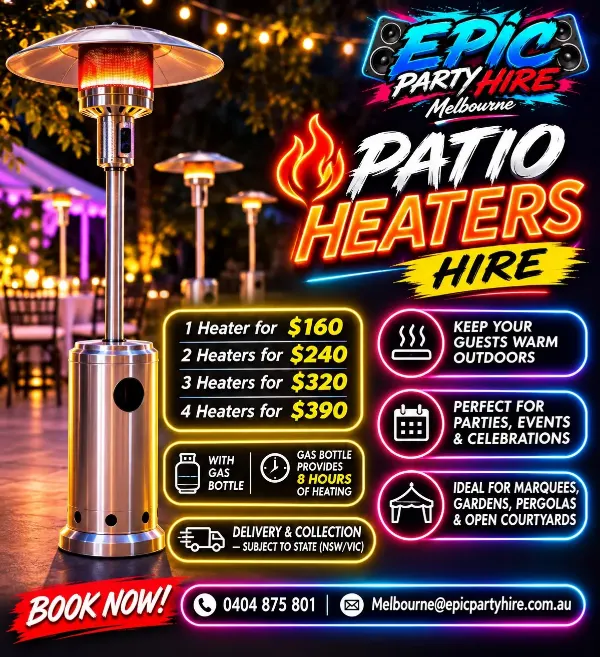 EPIC
PARTY HIRE
Melbourne
PATIO
HEATERS
HIRE
1 Heater for $160
2 Heaters for $240
3 Heaters for $320
4 Heaters for $390
WITH
GAS
BOTTLE
GAS BOTTLE
PROVIDES
8 HOURS
OF HEATING
DELIVERY & COLLECTION
– SUBJECT TO STATE (NSW/VIC)
KEEP YOUR
GUESTS WARM
OUTDOORS
PERFECT FOR
PARTIES, EVENTS
& CELEBRATIONS
IDEAL FOR MARQUEES,
GARDENS, PERGOLAS
& OPEN COURTYARDS
BOOK NOW!
0404 875 801 | Melbourne@epicpartyhire.com.au